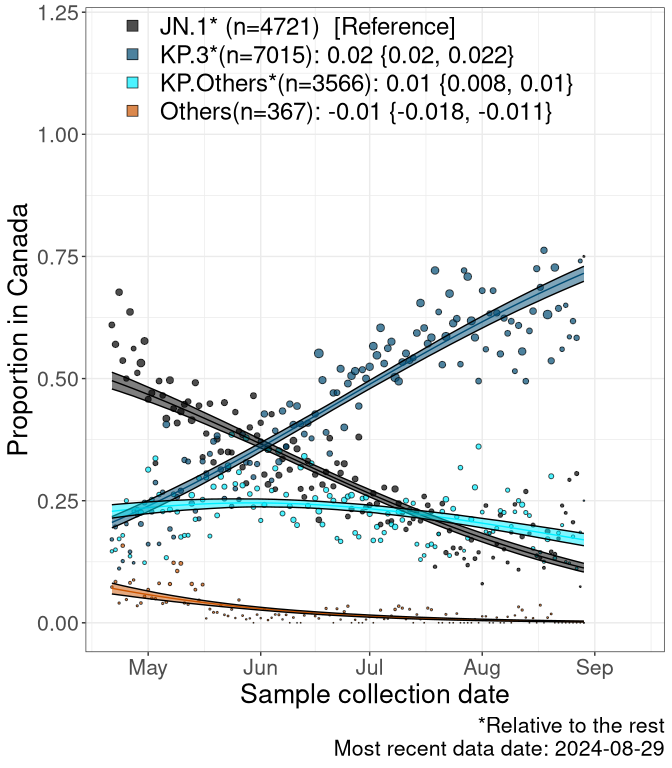 1.25
JN.1* (n=4721)  [Reference]
KP.3*(n=7015): 0.02 {0.02, 0.022}
KP.Others*(n=3566): 0.01 {0.008, 0.01}
Others(n=367): -0.01 {-0.018, -0.011}
1.00
0.75
0.50
0.25
0.00
Proportion in Canada
May Jun Jul Aug Sep
Sample collection date
*Relative to the rest
Most recent data date: 2024-08-29